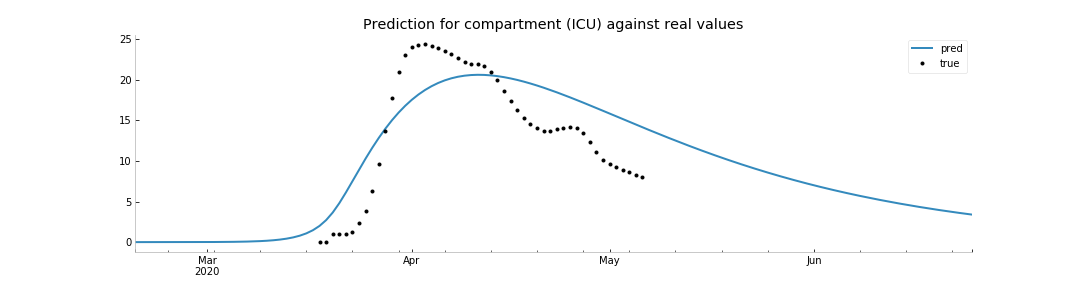 Prediction for compartment (ICU) against real values
25
20
15
10
5
0
pred
true
Mar
2020
Apr
May
Jun